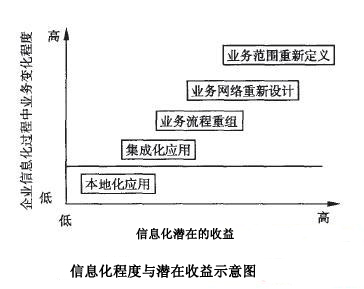 高
企业信息化过程中业务变化程度
业务范围重新定义
业务网络重新设计
业务流程重组
集成化应用
本地化应用
低
低
高
信息化潜在的收益
信息化程度与潜在收益示意图